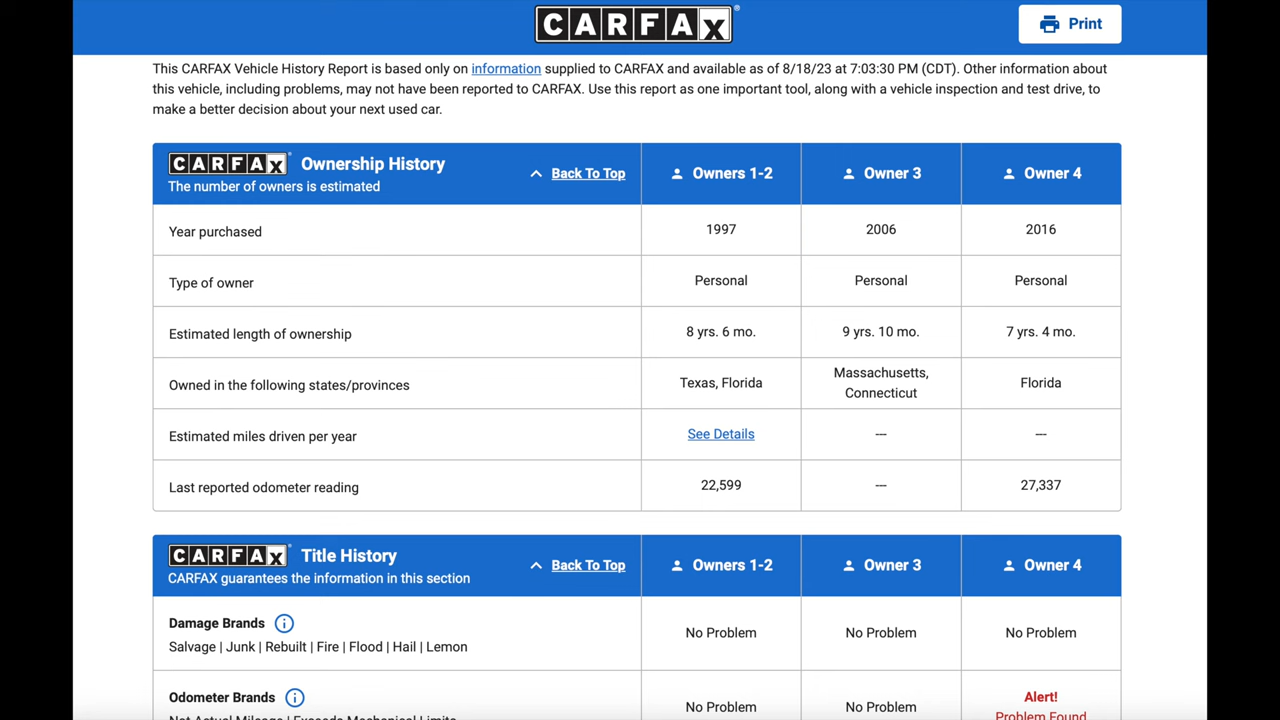 CARFAX®
Print
This CARFAX Vehicle History Report is based only on information supplied to CARFAX and available as of 8/18/23 at 7:03:30 PM (CDT). Other information about
this vehicle, including problems, may not have been reported to CARFAX. Use this report as one important tool, along with a vehicle inspection and test drive, to
make a better decision about your next used car.
CARFAX Ownership History
The number of owners is estimated
Back To Top
Owners 1-2
Owner 3
Owner 4
Year purchased
1997
2006
2016
Type of owner
Personal
Personal
Personal
Estimated length of ownership
8 yrs. 6 mo.
9 yrs. 10 mo.
7 yrs. 4 mo.
Owned in the following states/provinces
Texas, Florida
Massachusetts,
Connecticut
Florida
Estimated miles driven per year
See Details
---
---
Last reported odometer reading
22,599
---
27,337
CARFAX Title History
CARFAX guarantees the information in this section
Back To Top
Owners 1-2
Owner 3
Owner 4
Damage Brands
Salvage | Junk | Rebuilt | Fire | Flood | Hail | Lemon
No Problem
No Problem
No Problem
Odometer Brands
Not Actual Mileage | Exceeds Mechanical Limits
No Problem
No Problem
Alert!
Problem Found